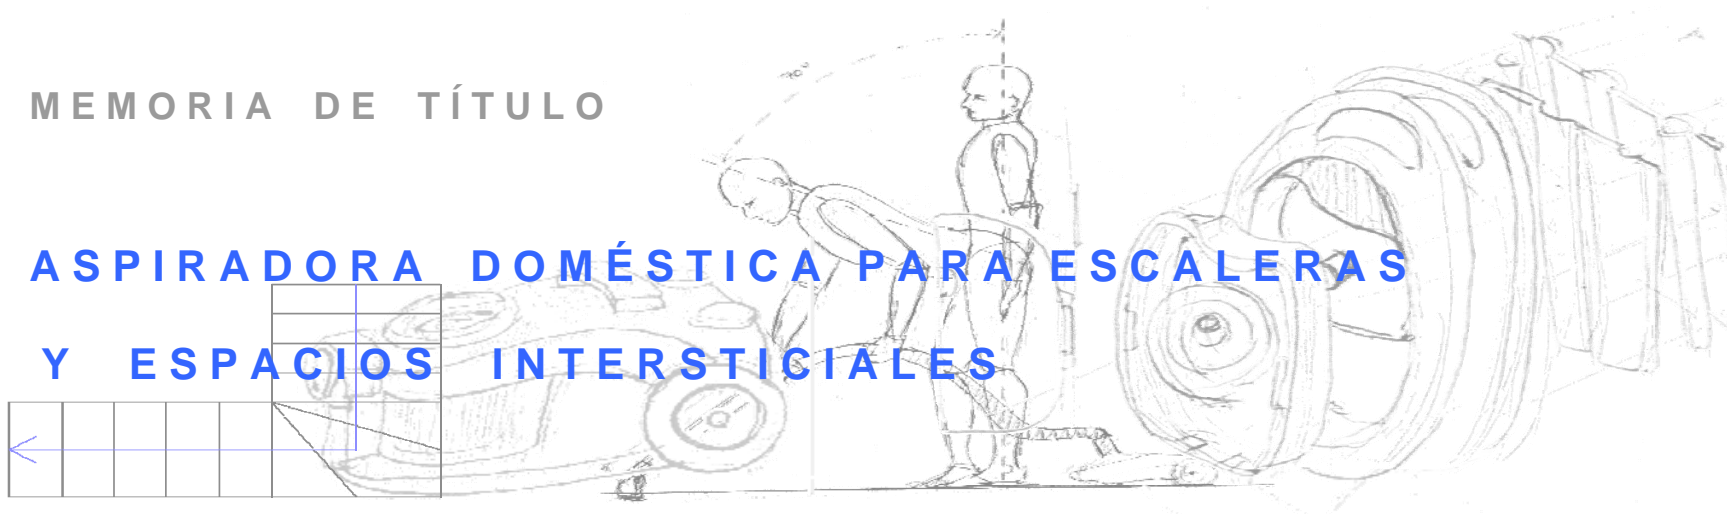 MEMORIA DE TÍTULO
ASPIRADORA DOMÉSTICA PARA ESCALERAS
Y ESPACIOS INTERSTICIALES